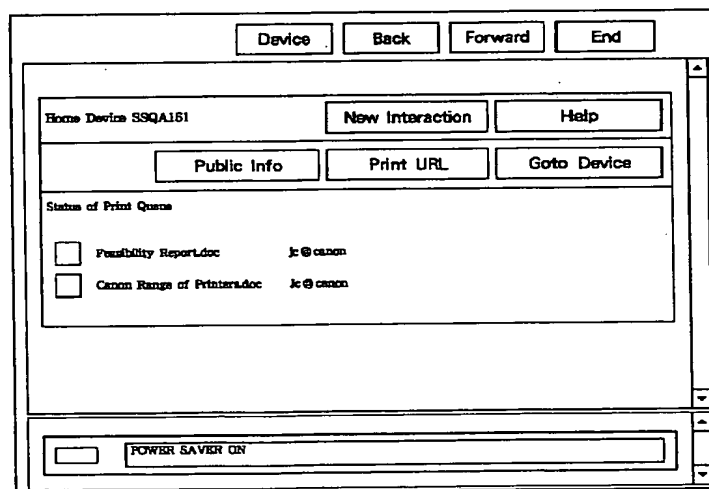 Device Back Forward End
Home Device SSQA151 New Interaction Help
Public Info Print URL Goto Device
Status of Print Queue
Feasibility Report.doc jc@canon
Canon Range of Printers.doc jc@canon
POWER SAVER ON